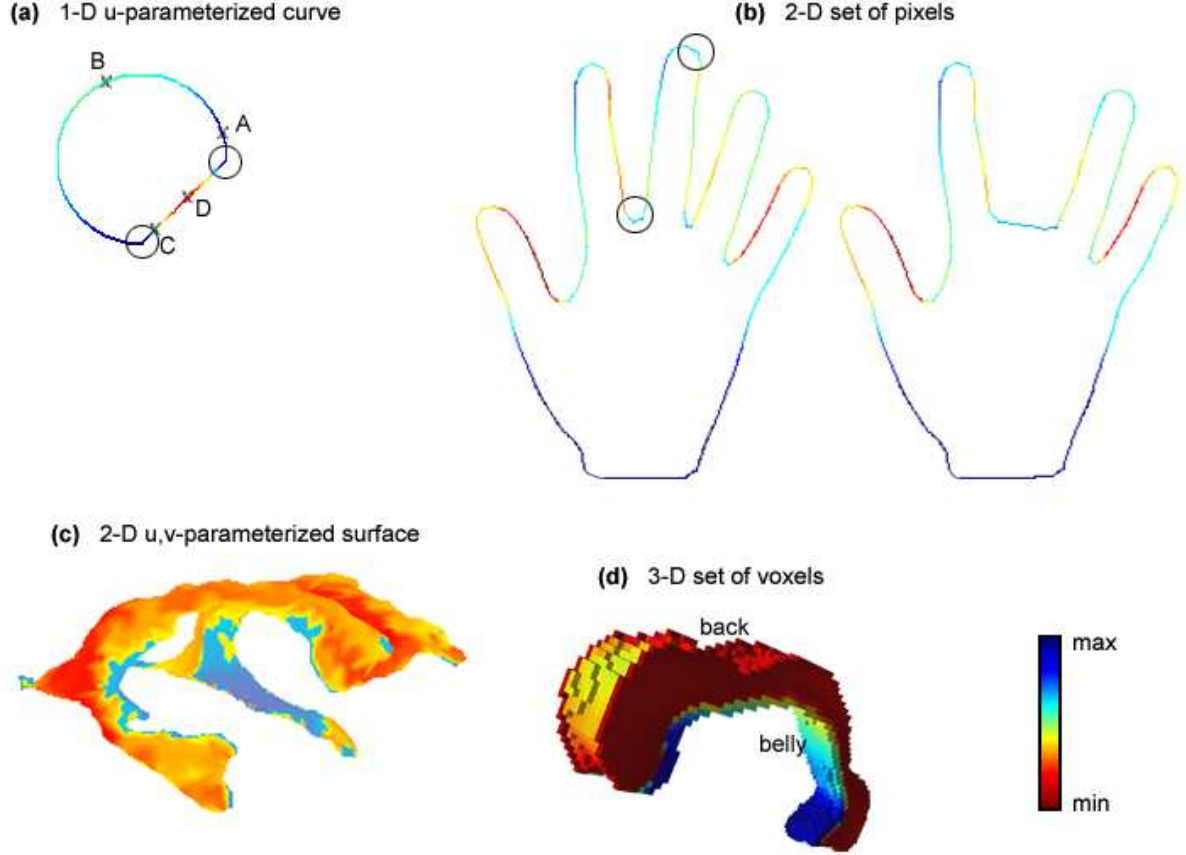 (a) 1-D u-parameterized curve
(b) 2-D set of pixels
B
A
D
C
(c) 2-D u,v-parameterized surface
(d) 3-D set of voxels
back
belly
max
min